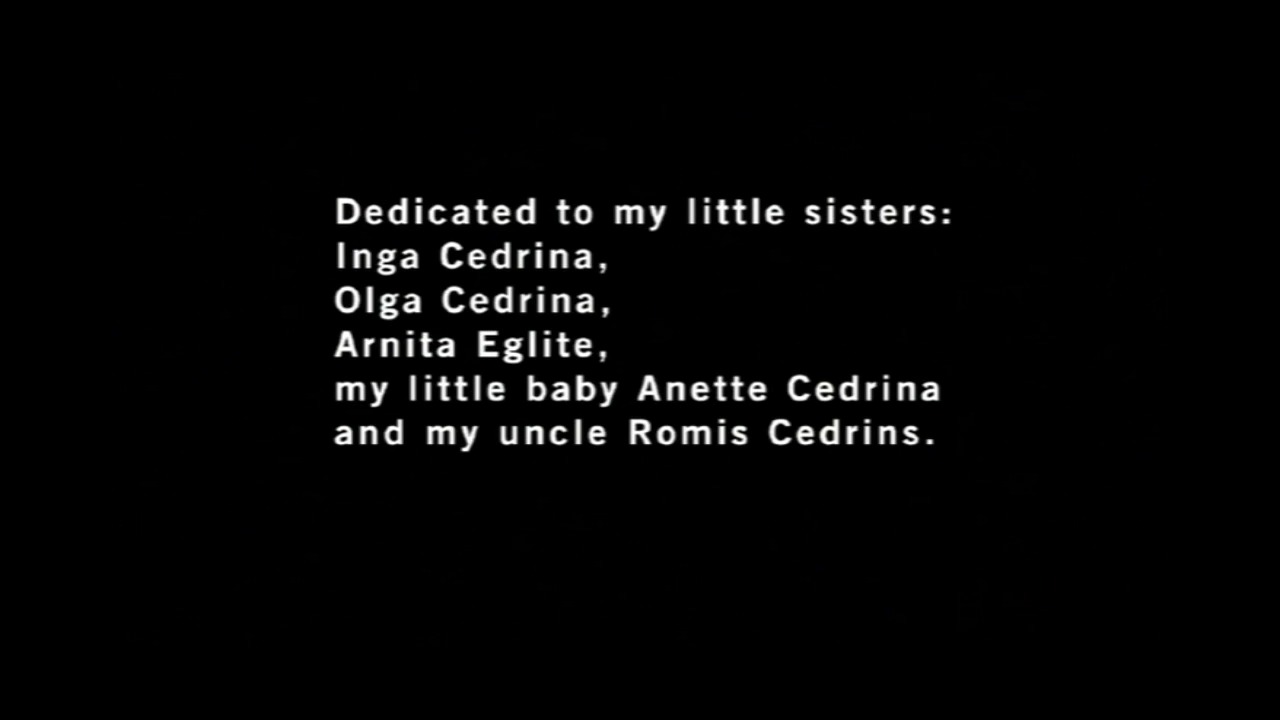 Dedicated to my little sisters:
Inga Cedrina,
Olga Cedrina,
Arnita Eglite,
my little baby Anette Cedrina
and my uncle Romis Cedrins.